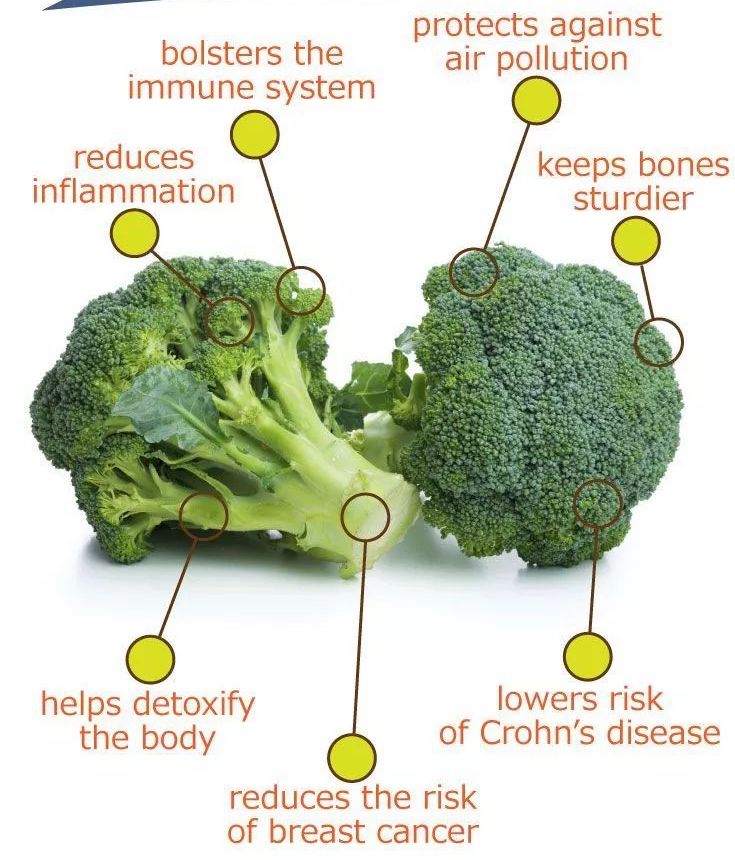 protects against
air pollution
bolsters the
immune system
reduces
inflammation
keeps bones
sturdier
helps detoxify
the body
lowers risk
of Crohn’s disease
reduces the risk
of breast cancer